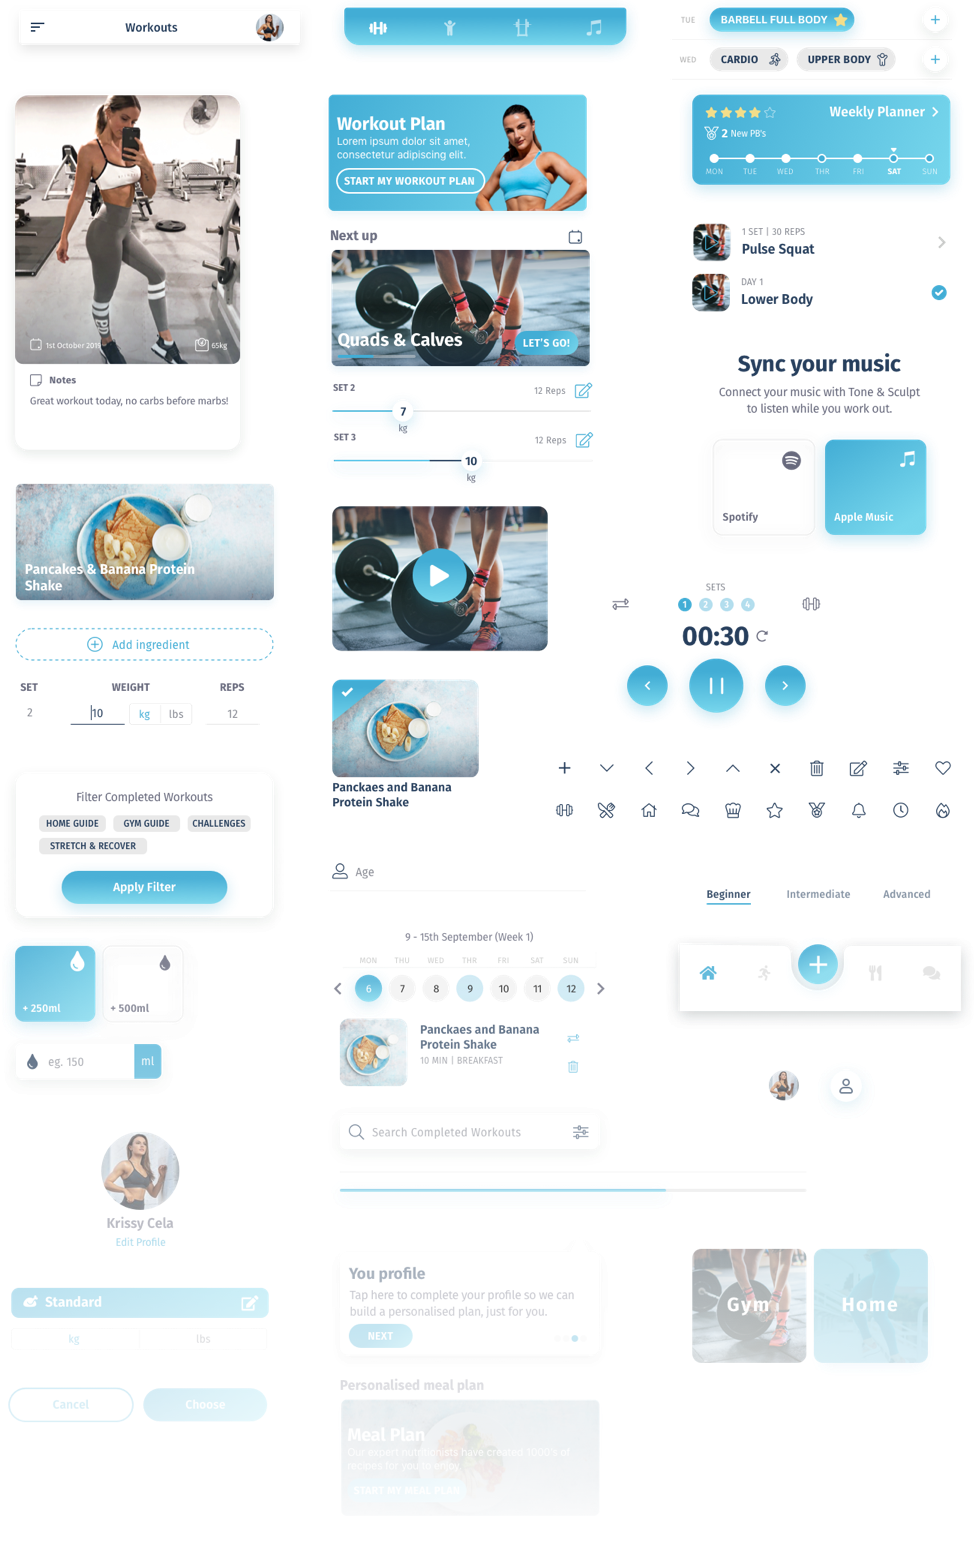 Workouts
1st October 2019
65kg
Notes
Great workout today, no carbs before marbs!
Pancakes & Banana Protein
Shake
Add ingredient
SET
WEIGHT
REPS
2
10
kg
lbs
12
Filter Completed Workouts
HOME GUIDE
GYM GUIDE
CHALLENGES
STRETCH & RECOVER
Apply Filter
+ 250ml
+ 500ml
eg. 150
ml
Krissy Cela
Edit Profile
Standard
kg
lbs
Cancel
Choose
Workout Plan
Lorem ipsum dolor sit amet,
consectetur adipiscing elit.
START MY WORKOUT PLAN
Next up
Quads & Calves
LET'S GO!
SET 2
12 Reps
7
kg
SET 3
12 Reps
10
kg
Panckaes and Banana
Protein Shake
Age
9 - 15th September (Week 1)
MON
THU
WED
THR
FRI
SAT
SUN
6
7
8
9
10
11
12
Panckaes and Banana
Protein Shake
10 MIN | BREAKFAST
Search Completed Workouts
You profile
Tap here to complete your profile so we can
build a personalised plan, just for you.
NEXT
Personalised meal plan
Meal Plan
Our expert nutritionists have created 1000's of
recipies for you to enjoy.
START MY MEAL PLAN
TUE
BARBELL FULL BODY
WED
CARDIO
UPPER BODY
Weekly Planner
2 New PB's
MON
TUE
WED
THR
FRI
SAT
SUN
1 SET | 30 REPS
Pulse Squat
DAY 1
Lower Body
Sync your music
Connect your music with Tone & Sculpt
to listen while you work out.
Spotify
Apple Music
SETS
1
2
3
4
00:30
Beginner
Intermediate
Advanced
Gym
Home